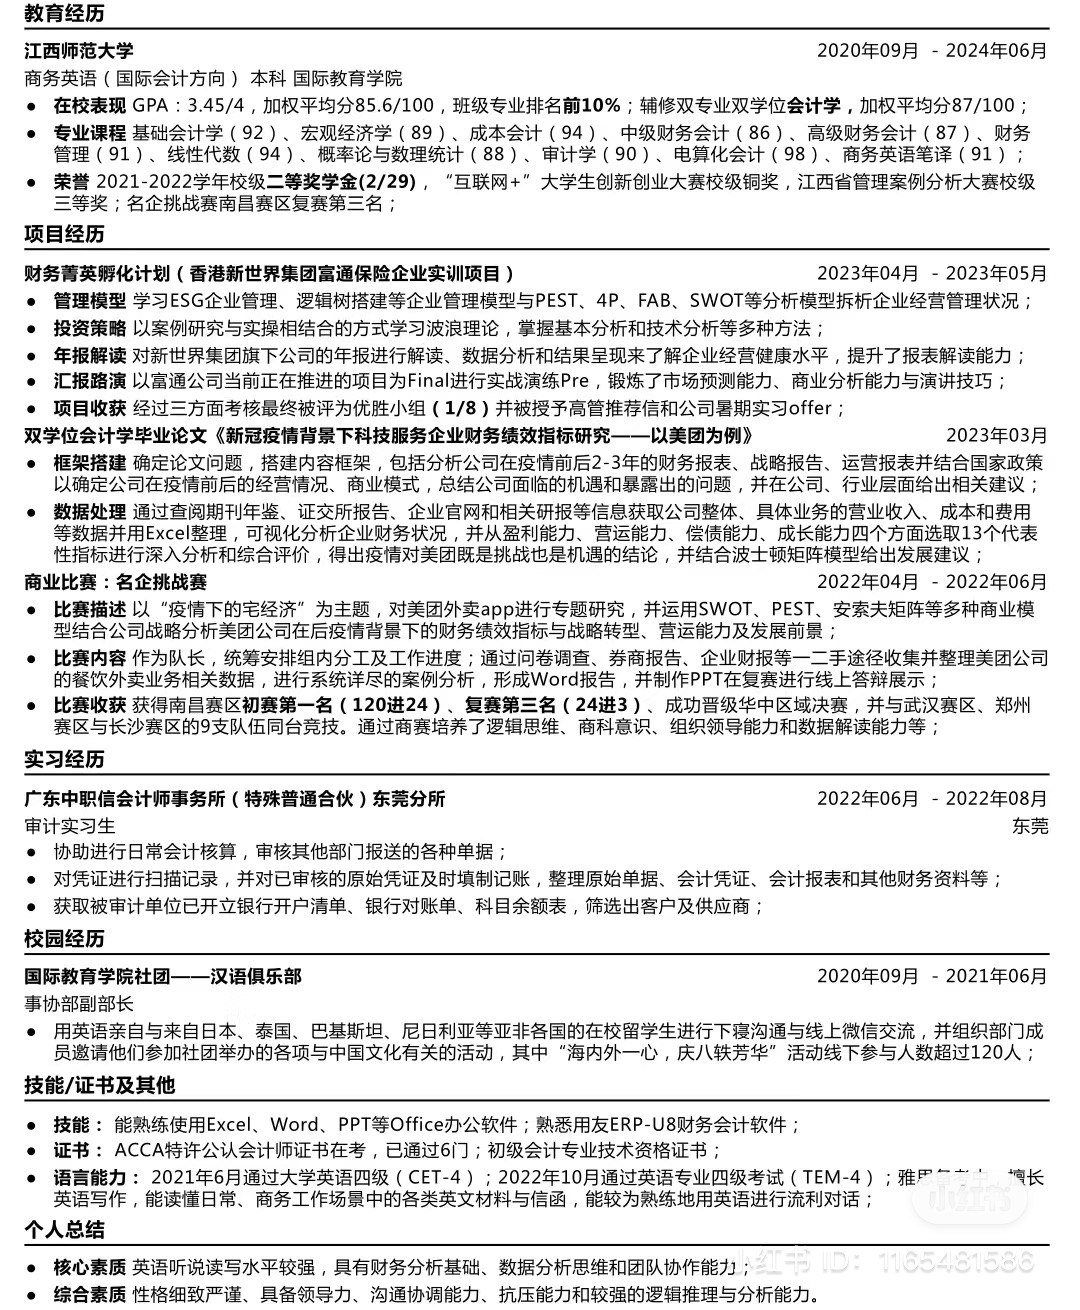 教育经历
江西师范大学 2020年09月 - 2024年06月
商务英语（国际会计方向） 本科 国际教育学院
● 在校表现 GPA：3.45/4，加权平均分85.6/100，班级专业排名前10%；辅修双专业双学位会计学，加权平均分87/100；
● 专业课程 基础会计学（92）、宏观经济学（89）、成本会计（94）、中级财务会计（86）、高级财务会计（87）、财务
管理（91）、线性代数（94）、概率论与数理统计（88）、审计学（90）、电算化会计（98）、商务英语笔译（91）；
● 荣誉 2021-2022学年校级二等奖学金(2/29)，“互联网+”大学生创新创业大赛校级铜奖，江西省管理案例分析大赛校级
三等奖；名企挑战赛南昌赛区复赛第三名；
项目经历
财务菁英孵化计划（香港新世界集团富通保险企业实训项目） 2023年04月 - 2023年05月
● 管理模型 学习ESG企业管理、逻辑树搭建等企业管理模型与PEST、4P、FAB、SWOT等分析模型拆析企业经营管理状况；
● 投资策略 以案例研究与实操相结合的方式学习波浪理论，掌握基本分析和技术分析等多种方法；
● 年报解读 对新世界集团旗下公司的年报进行解读、数据分析和结果呈现来了解企业经营健康水平，提升了报表解读能力；
● 汇报路演 以富通公司当前正在推进的项目为Final进行实战演练Pre，锻炼了市场预测能力、商业分析能力与演讲技巧；
● 项目收获 经过三方面考核最终被评为优胜小组（1/8）并被授予高管推荐信和公司暑期实习offer；
双学位会计学毕业论文《新冠疫情背景下科技服务企业财务绩效指标研究——以美团为例》 2023年03月
● 框架搭建 确定论文问题，搭建内容框架，包括分析公司在疫情前后2-3年的财务报表、战略报告、运营报表并结合国家政策
以确定公司在疫情前后的经营情况、商业模式，总结公司面临的机遇和暴露出的问题，并在公司、行业层面给出相关建议；
● 数据处理 通过查阅期刊年鉴、证交所报告、企业官网和相关研报等信息获取公司整体、具体业务的营业收入、成本和费用
等数据并用Excel整理，可视化分析企业财务状况，并从盈利能力、营运能力、偿债能力、成长能力四个方面选取13个代表
性指标进行深入分析和综合评价，得出疫情对美团既是挑战也是机遇的结论，并结合波士顿矩阵模型给出发展建议；
商业比赛：名企挑战赛 2022年04月 - 2022年06月
● 比赛描述 以“疫情下的宅经济”为主题，对美团外卖app进行专题研究，并运用SWOT、PEST、安索夫矩阵等多种商业模
型结合公司战略分析美团公司在后疫情背景下的财务绩效指标与战略转型、营运能力及发展前景；
● 比赛内容 作为队长，统筹安排组内分工及工作进度；通过问卷调查、券商报告、企业财报等一二手途径收集并整理美团公司
的餐饮外卖业务相关数据，进行系统详尽的案例分析，形成Word报告，并制作PPT在复赛进行线上答辩展示；
● 比赛收获 获得南昌赛区初赛第一名（120进24）、复赛第三名（24进3）、成功晋级华中区域决赛，并与武汉赛区、郑州
赛区与长沙赛区的9支队伍同台竞技。通过商赛培养了逻辑思维、商科意识、组织领导能力和数据解读能力等；
实习经历
广东中职信会计师事务所（特殊普通合伙）东莞分所 2022年06月 - 2022年08月
审计实习生 东莞
● 协助进行日常会计核算，审核其他部门报送的各种单据；
● 对凭证进行扫描记录，并对已审核的原始凭证及时填制记账，整理原始单据、会计凭证、会计报表和其他财务资料等；
● 获取被审计单位已开立银行开户清单、银行对账单、科目余额表，筛选出客户及供应商；
校园经历
国际教育学院社团——汉语俱乐部 2020年09月 - 2021年06月
事协部副部长
● 用英语亲自与来自日本、泰国、巴基斯坦、尼日利亚等亚非各国的在校留学生进行下寝沟通与线上微信交流，并组织部门成
员邀请他们参加社团举办的各项与中国文化有关的活动，其中“海内外一心，庆八轶芳华”活动线下参与人数超过120人；
技能/证书及其他
● 技能： 能熟练使用Excel、Word、PPT等Office办公软件；熟悉用友ERP-U8财务会计软件；
● 证书： ACCA特许公认会计师证书在考，已通过6门；初级会计专业技术资格证书；
● 语言能力： 2021年6月通过大学英语四级（CET-4）；2022年10月通过英语专业四级考试（TEM-4）；雅思备考中，擅长
英语写作，能读懂日常、商务工作场景中的各类英文材料与信函，能较为熟练地用英语进行流利对话；
小红书
个人总结
● 核心素质 英语听说读写水平较强，具有财务分析基础、数据分析思维和团队协作能力；
小红书 ID：1165481586
● 综合素质 性格细致严谨、具备领导力、沟通协调能力、抗压能力和较强的逻辑推理与分析能力。